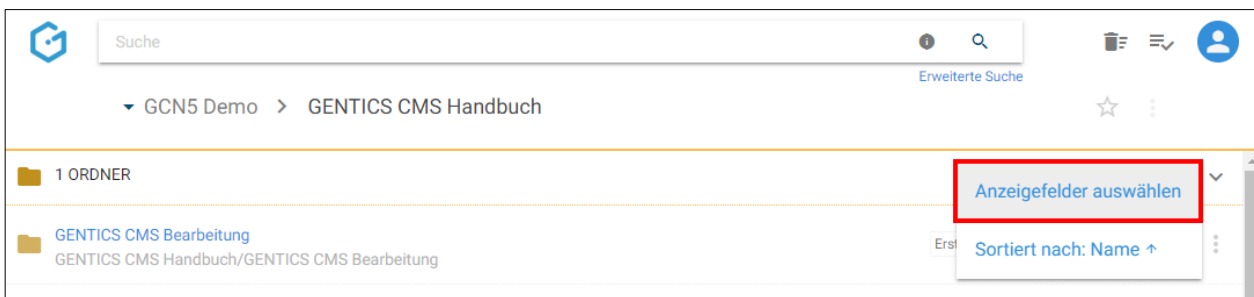 Suche
Erweiterte Suche
GCN5 Demo > GENTICS CMS Handbuch
1 ORDNER
Anzeigefelder auswählen
GENTICS CMS Bearbeitung
GENTICS CMS Handbuch/GENTICS CMS Bearbeitung
Erst
Sortiert nach: Name ↑